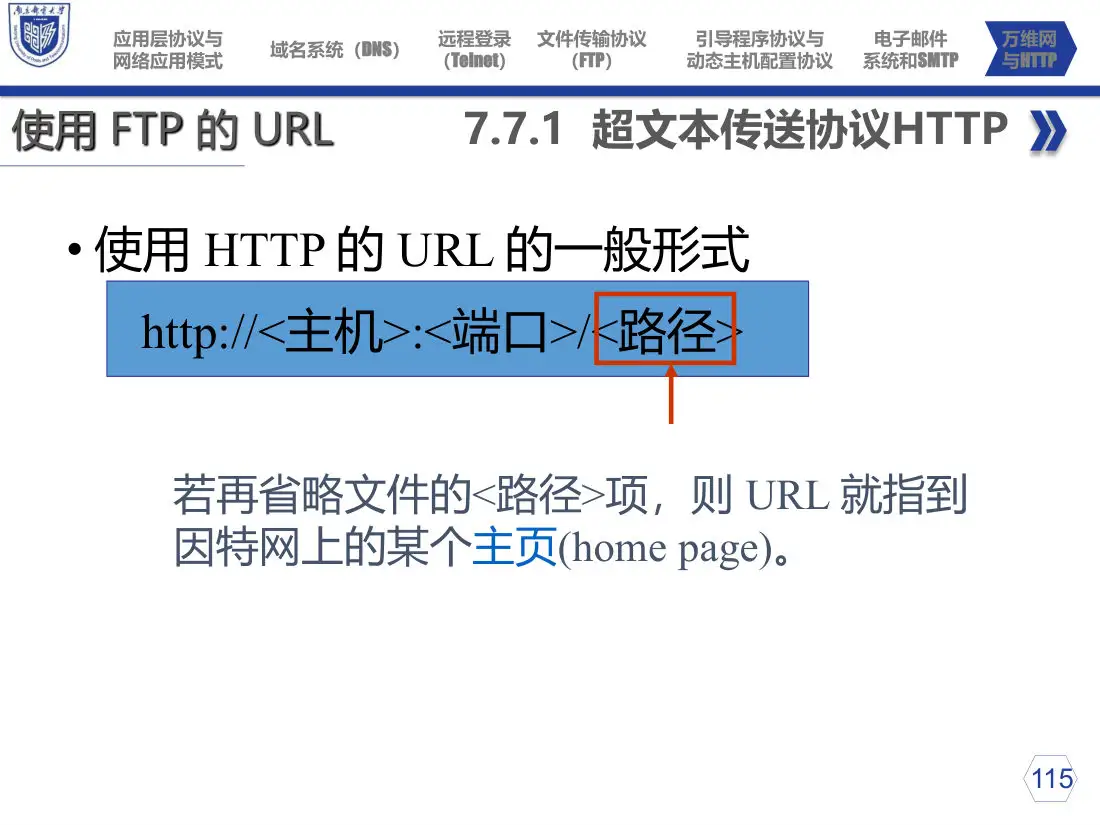 南京邮电大学
应用层协议与
网络应用模式
域名系统（DNS）
远程登录
（Telnet）
文件传输协议
（FTP）
引导程序协议与
动态主机配置协议
电子邮件
系统和SMTP
万维网
与HTTP
使用 FTP 的 URL
7.7.1 超文本传送协议HTTP
• 使用 HTTP 的 URL 的一般形式
http://<主机>:<端口>/<路径>
若再省略文件的<路径>项，则 URL 就指到
因特网上的某个主页(home page)。
115